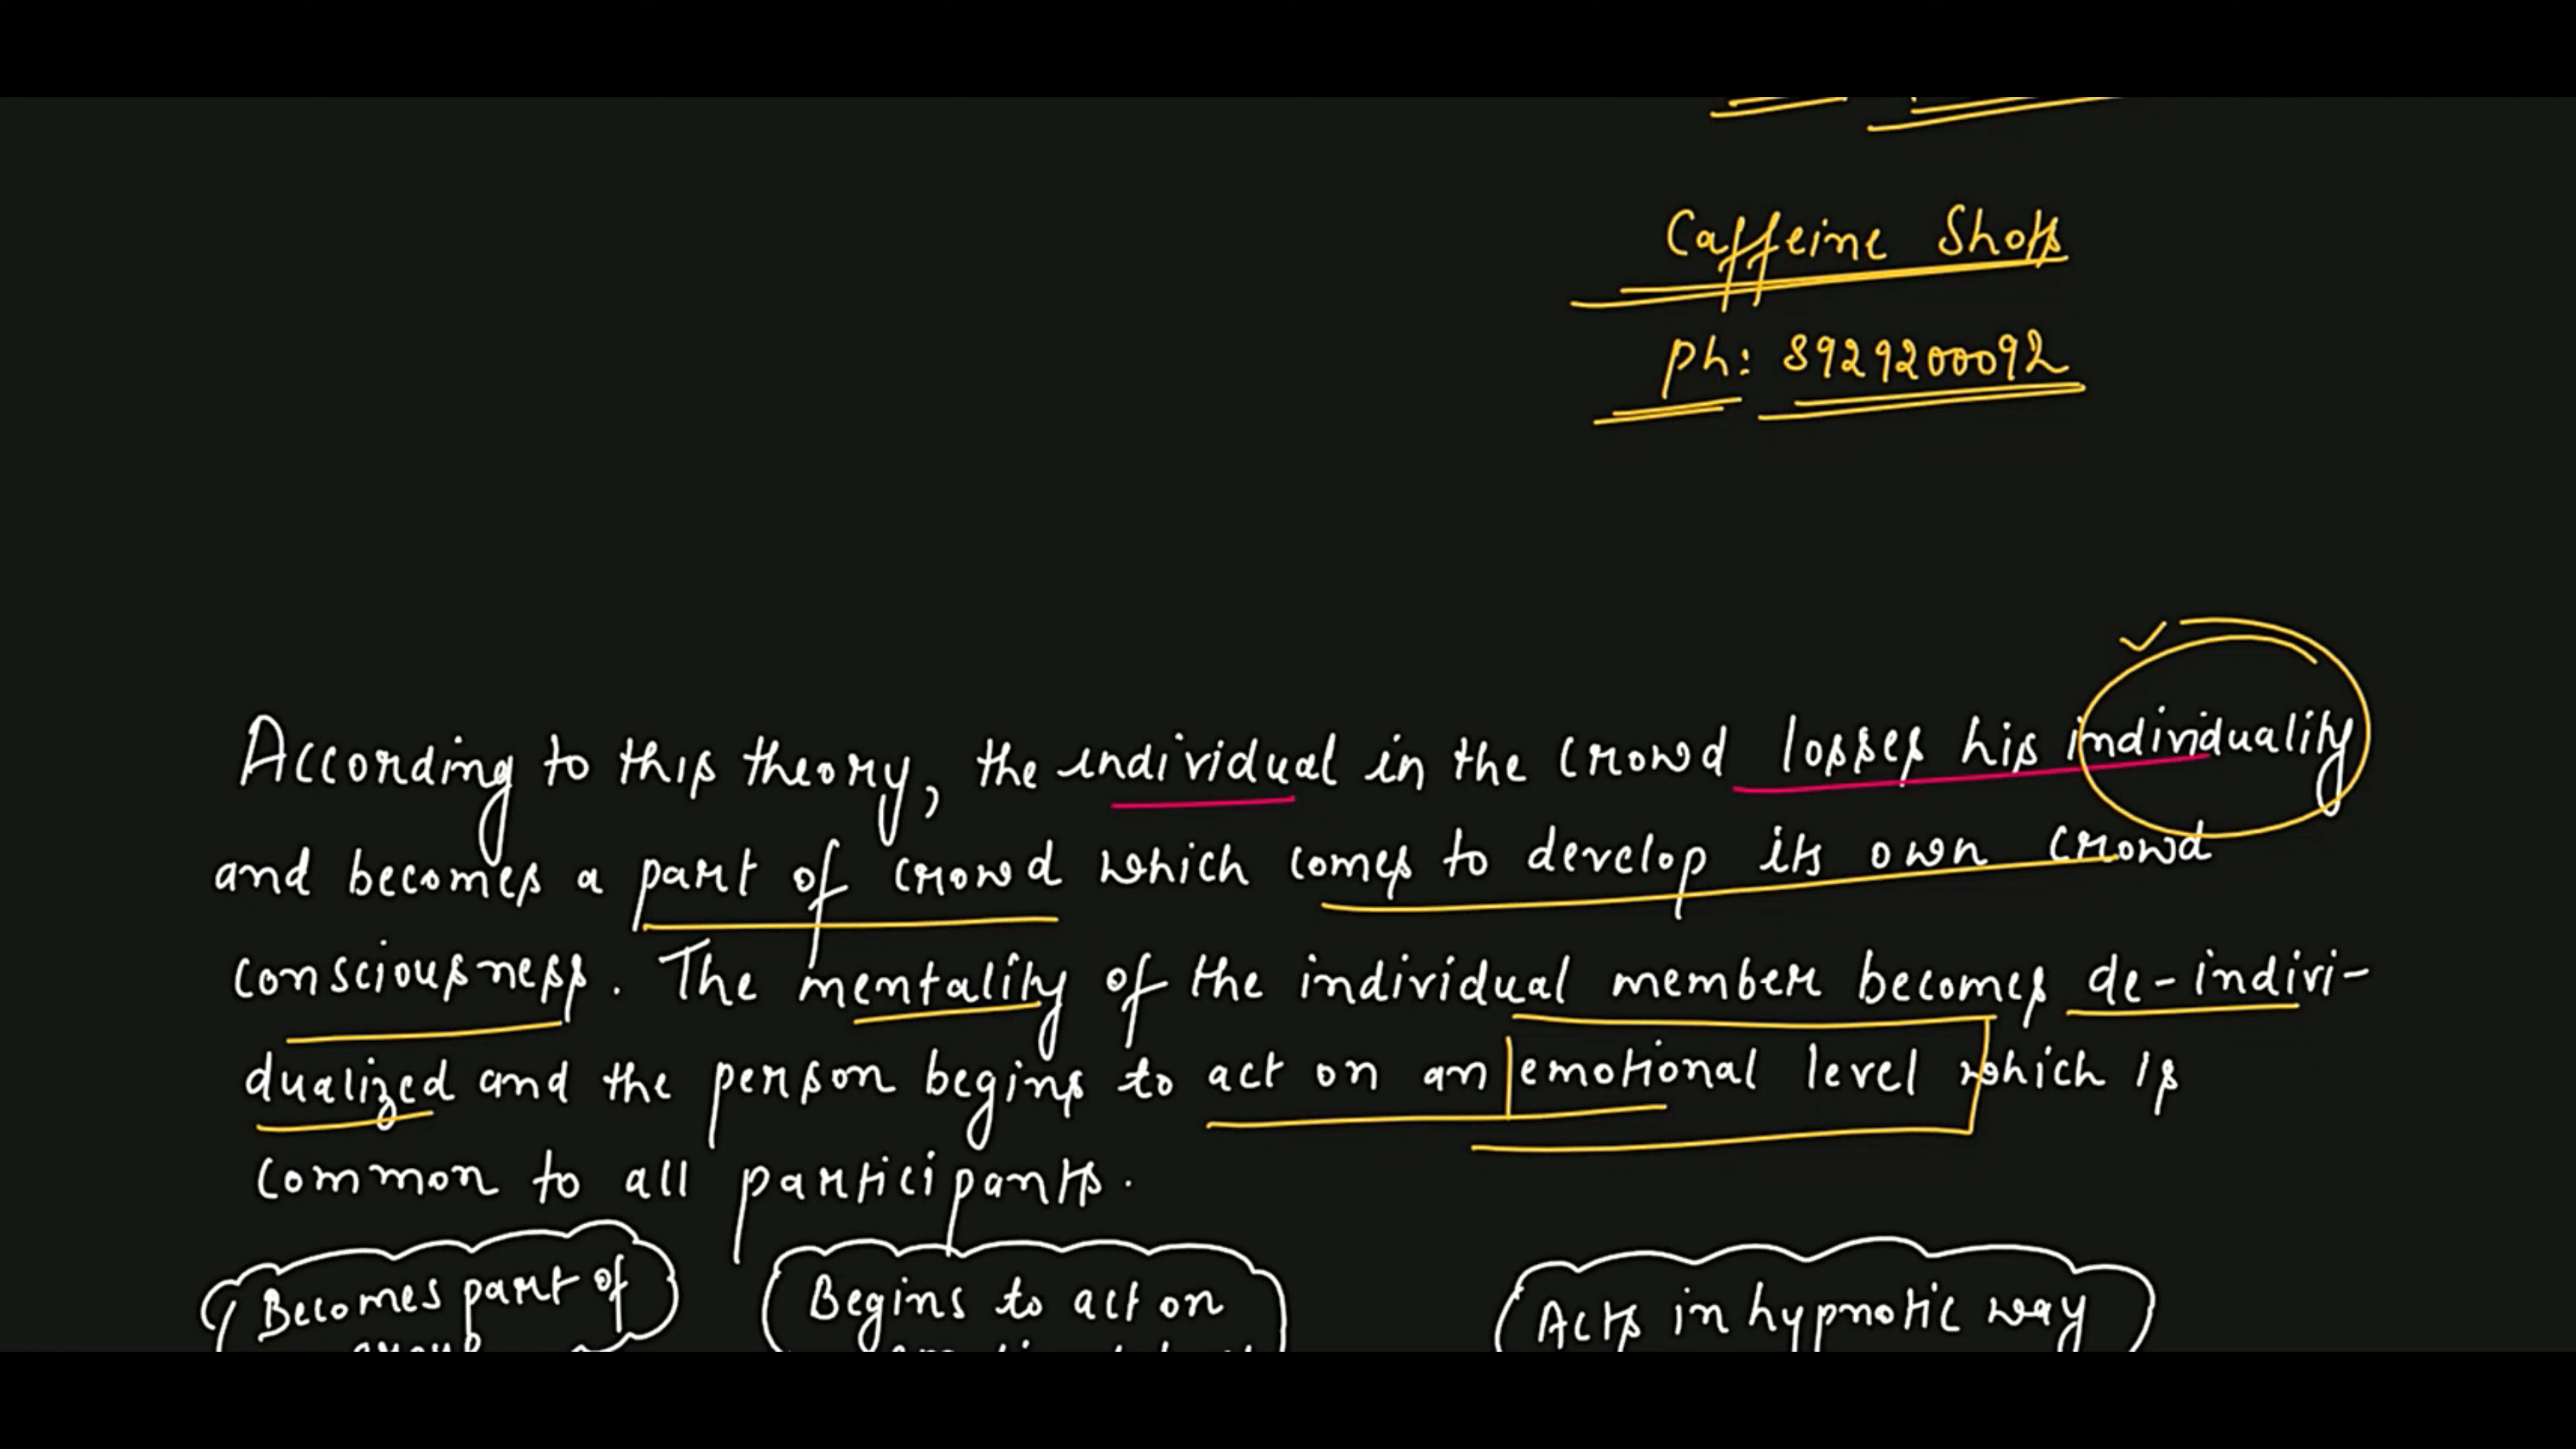 Caffeine Shots
ph: 8929200092
According to this theory, the individual in the crowd losses his individuality
and becomes a part of crowd which comes to develop its own crowd
consciousness. The mentality of the individual member becomes de-indivi-
dualized and the person begins to act on an emotional level which is
common to all participants.
Becomes part of
Begins to act on
Acts in hypnotic way